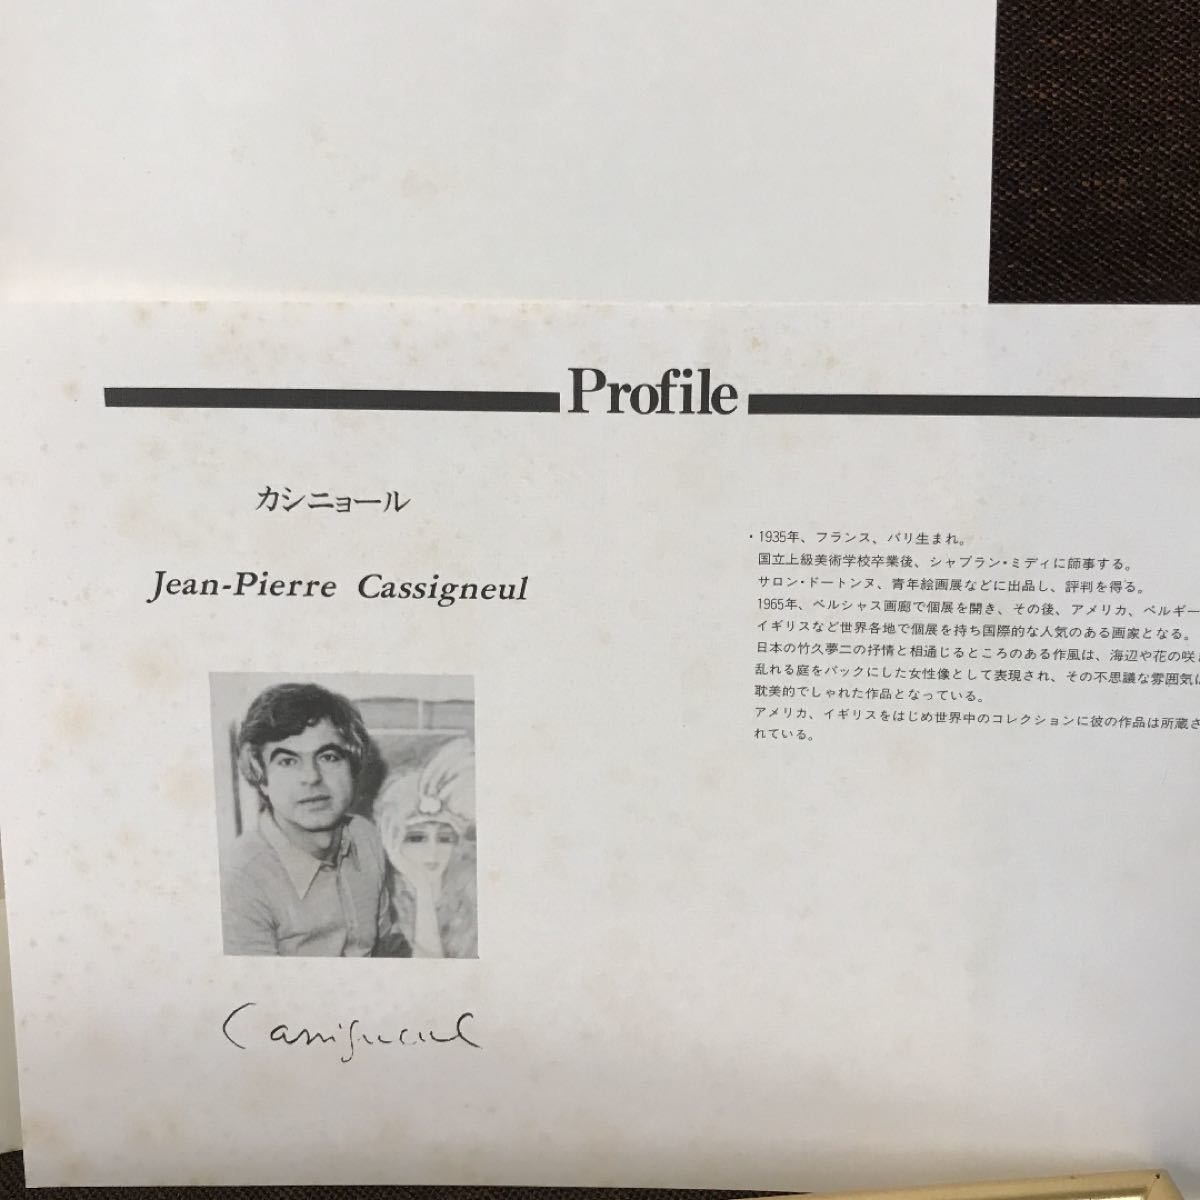 Profile
カシニョール
Jean-Pierre Cassigneul
・1935年、フランス、パリ生まれ。
国立上級美術学校卒業後、シャプラン・ミディに師事する。
サロン・ドートンヌ、青年絵画展などに出品し、評判を得る。
1965年、ベルシャス画廊で個展を開き、その後、アメリカ、ベルギー
イギリスなど世界各地で個展を持ち国際的な人気のある画家となる。
日本の竹久夢二の抒情と相通じるところのある作風は、海辺や花の咲き
乱れる庭をバックにした女性像として表現され、その不思議な雰囲気は
耽美的でしゃれた作品となっている。
アメリカ、イギリスをはじめ世界中のコレクションに彼の作品は所蔵さ
れている。
Cassigneul